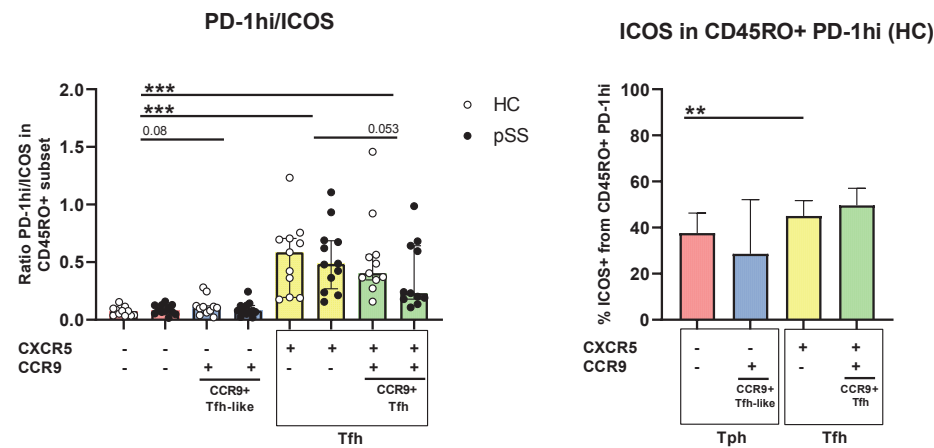 PD-1hi/ICOS
Ratio PD-1hi/ICOS in
CD45RO+ subset
2.0
1.5
1.0
0.5
0.0
***
***
0.08
0.053
HC
pSS
CXCR5 - - - - + + + +
CCR9 - - + + - - + +
CCR9+
Tfh-like
CCR9+
Tfh
Tfh
ICOS in CD45RO+ PD-1hi (HC)
% ICOS+ from CD45RO+ PD-1hi
100
80
60
40
20
0
**
CXCR5 - - + +
CCR9 - + - +
CCR9+
Tfh-like
CCR9+
Tfh
Tph
Tfh